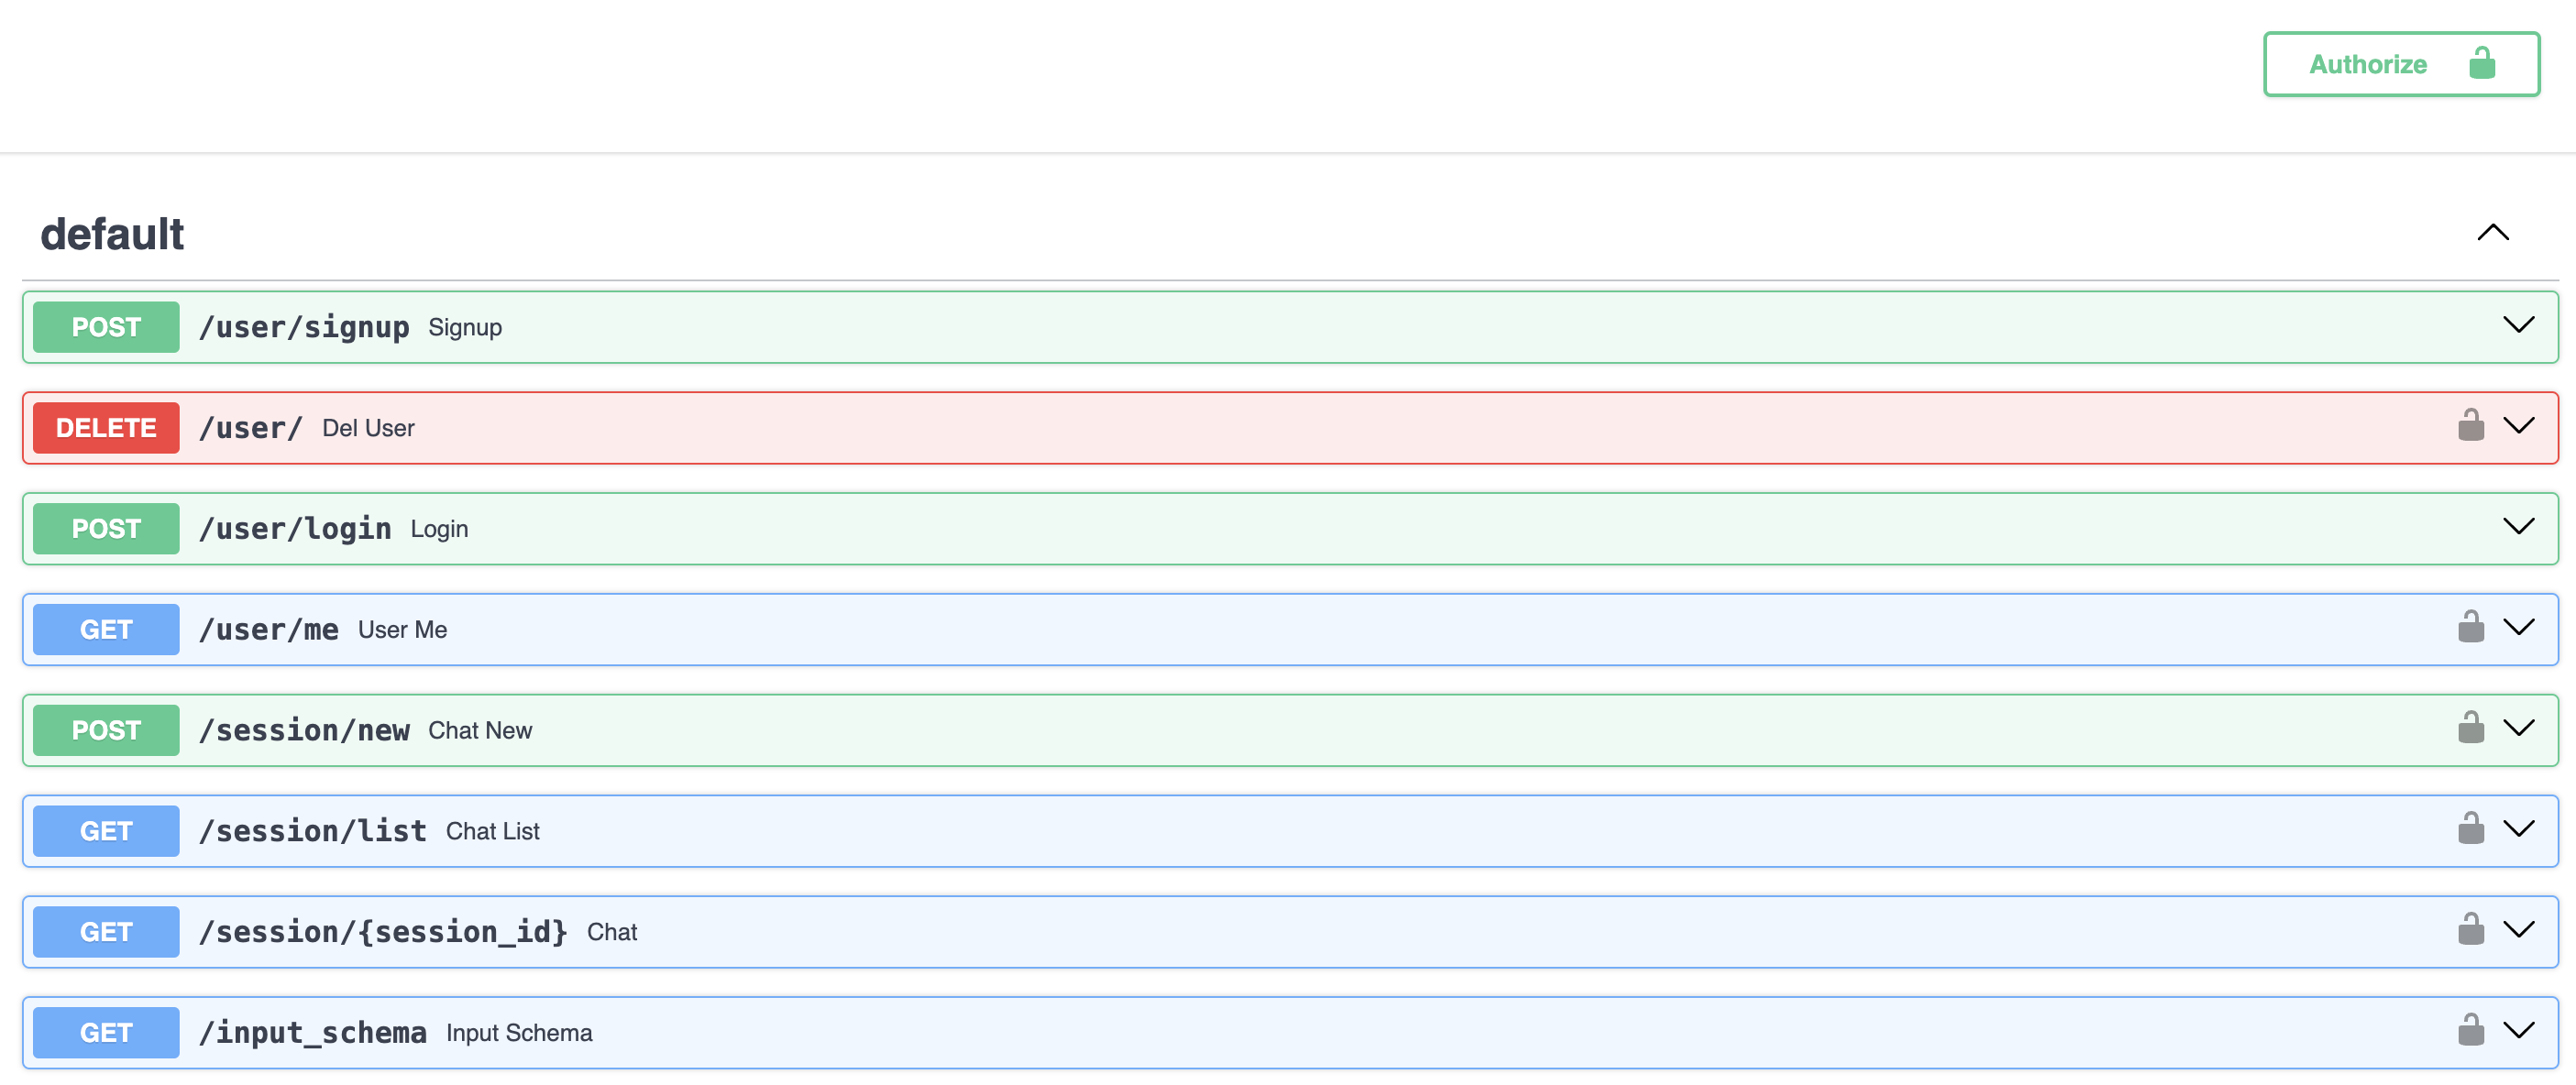 Authorize
default
POST /user/signup Signup
DELETE /user/ Del User
POST /user/login Login
GET /user/me User Me
POST /session/new Chat New
GET /session/list Chat List
GET /session/{session_id} Chat
GET /input_schema Input Schema